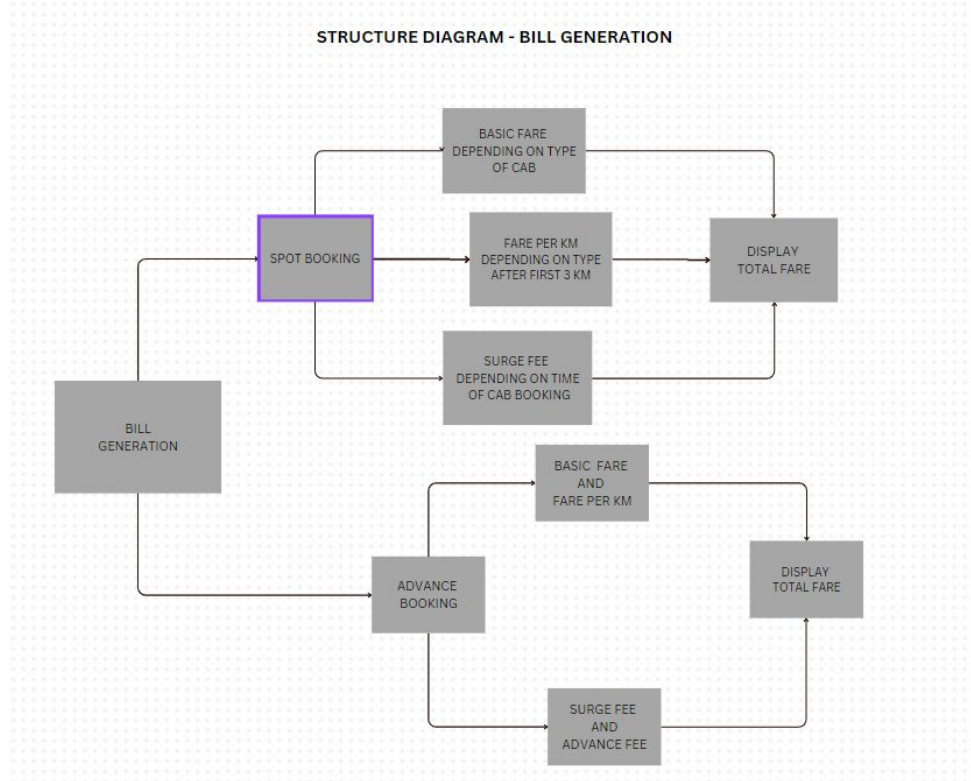 STRUCTURE DIAGRAM - BILL GENERATION
BASIC FARE
DEPENDING ON TYPE
OF CAB
SPOT BOOKING
FARE PER KM
DEPENDING ON TYPE
AFTER FIRST 3 KM
DISPLAY
TOTAL FARE
SURGE FEE
DEPENDING ON TIME
OF CAB BOOKING
BILL
GENERATION
BASIC FARE
AND
FARE PER KM
ADVANCE
BOOKING
DISPLAY
TOTAL FARE
SURGE FEE
AND
ADVANCE FEE